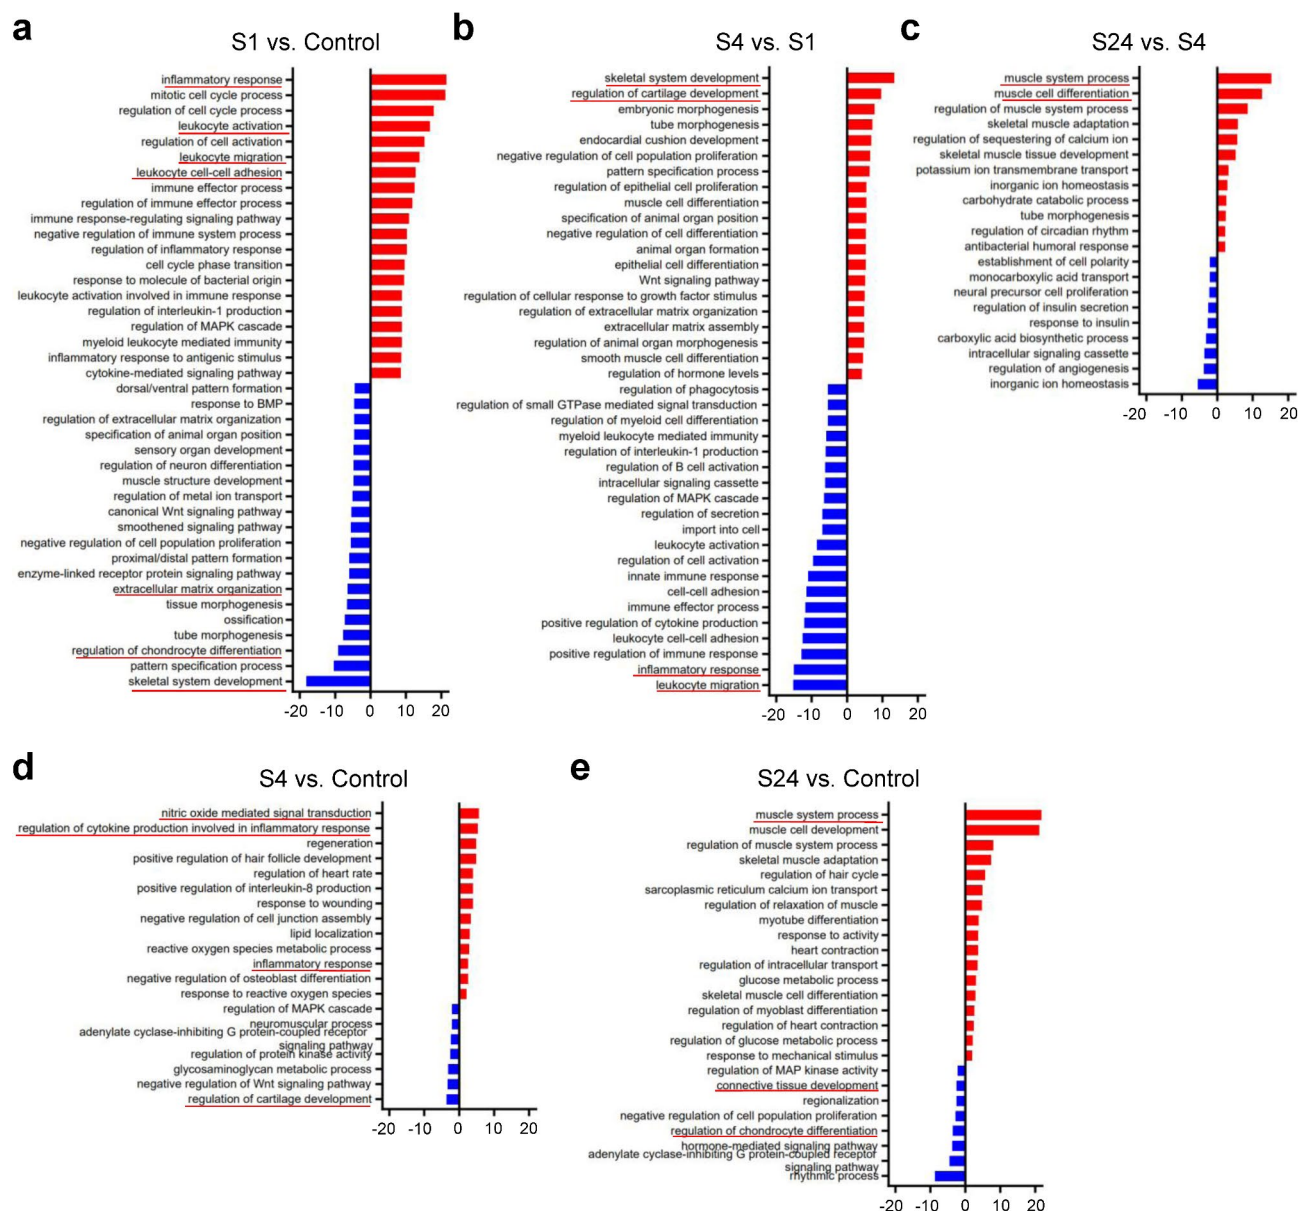 a
S1 vs. Control
inflammatory response
mitotic cell cycle process
regulation of cell cycle process
leukocyte activation
regulation of cell activation
leukocyte migration
leukocyte cell-cell adhesion
immune effector process
regulation of immune effector process
immune response-regulating signaling pathway
negative regulation of immune system process
regulation of inflammatory response
cell cycle phase transition
response to molecule of bacterial origin
leukocyte activation involved in immune response
regulation of interleukin-1 production
regulation of MAPK cascade
myeloid leukocyte mediated immunity
inflammatory response to antigenic stimulus
cytokine-mediated signaling pathway
dorsal/ventral pattern formation
response to BMP
regulation of extracellular matrix organization
specification of animal organ position
sensory organ development
regulation of neuron differentiation
muscle structure development
regulation of metal ion transport
canonical Wnt signaling pathway
smoothened signaling pathway
negative regulation of cell population proliferation
proximal/distal pattern formation
enzyme-linked receptor protein signaling pathway
extracellular matrix organization
tissue morphogenesis
ossification
tube morphogenesis
regulation of chondrocyte differentiation
pattern specification process
skeletal system development
-20 -10 0 10 20
b
S4 vs. S1
skeletal system development
regulation of cartilage development
embryonic morphogenesis
tube morphogenesis
endocardial cushion development
negative regulation of cell population proliferation
pattern specification process
regulation of epithelial cell proliferation
muscle cell differentiation
specification of animal organ position
negative regulation of cell differentiation
animal organ formation
epithelial cell differentiation
Wnt signaling pathway
regulation of cellular response to growth factor stimulus
regulation of extracellular matrix organization
extracellular matrix assembly
regulation of animal organ morphogenesis
smooth muscle cell differentiation
regulation of hormone levels
regulation of phagocytosis
regulation of small GTPase mediated signal transduction
regulation of myeloid cell differentiation
myeloid leukocyte mediated immunity
regulation of interleukin-1 production
regulation of B cell activation
intracellular signaling cassette
regulation of MAPK cascade
regulation of secretion
import into cell
leukocyte activation
regulation of cell activation
innate immune response
cell-cell adhesion
immune effector process
positive regulation of cytokine production
leukocyte cell-cell adhesion
positive regulation of immune response
inflammatory response
leukocyte migration
-20 -10 0 10 20
c
S24 vs. S4
muscle system process
muscle cell differentiation
regulation of muscle system process
skeletal muscle adaptation
regulation of sequestering of calcium ion
skeletal muscle tissue development
potassium ion transmembrane transport
inorganic ion homeostasis
carbohydrate catabolic process
tube morphogenesis
regulation of circadian rhythm
antibacterial humoral response
establishment of cell polarity
monocarboxylic acid transport
neural precursor cell proliferation
regulation of insulin secretion
response to insulin
carboxylic acid biosynthetic process
intracellular signaling cassette
regulation of angiogenesis
inorganic ion homeostasis
-20 -10 0 10 20
d
S4 vs. Control
nitric oxide mediated signal transduction
regulation of cytokine production involved in inflammatory response
regeneration
positive regulation of hair follicle development
regulation of heart rate
positive regulation of interleukin-8 production
response to wounding
negative regulation of cell junction assembly
lipid localization
reactive oxygen species metabolic process
inflammatory response
negative regulation of osteoblast differentiation
response to reactive oxygen species
regulation of MAPK cascade
neuromuscular process
adenylate cyclase-inhibiting G protein-coupled receptor
signaling pathway
regulation of protein kinase activity
glycosaminoglycan metabolic process
negative regulation of Wnt signaling pathway
regulation of cartilage development
-20 -10 0 10 20
e
S24 vs. Control
muscle system process
muscle cell development
regulation of muscle system process
skeletal muscle adaptation
regulation of hair cycle
sarcoplasmic reticulum calcium ion transport
regulation of relaxation of muscle
myotube differentiation
response to activity
heart contraction
regulation of intracellular transport
glucose metabolic process
skeletal muscle cell differentiation
regulation of myoblast differentiation
regulation of heart contraction
regulation of glucose metabolic process
response to mechanical stimulus
regulation of MAP kinase activity
connective tissue development
regionalization
negative regulation of cell population proliferation
regulation of chondrocyte differentiation
hormone-mediated signaling pathway
adenylate cyclase-inhibiting G protein-coupled receptor
signaling pathway
rhythmic process
-20 -10 0 10 20